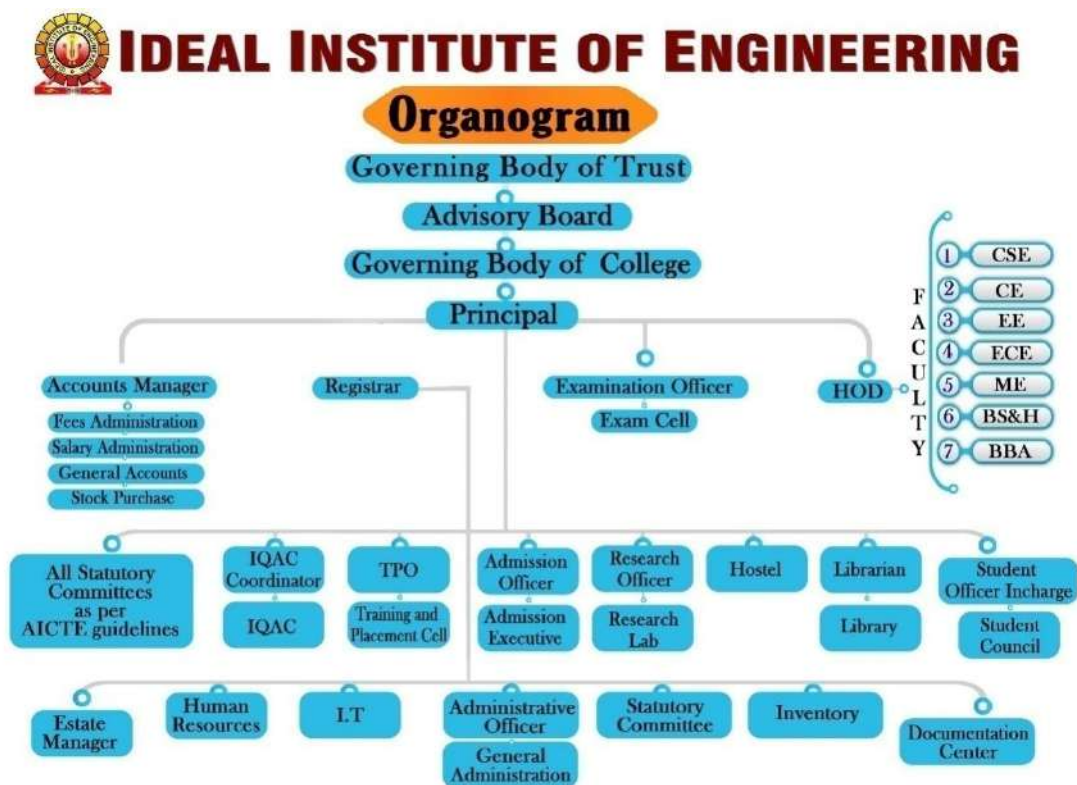 IDEAL INSTITUTE OF ENGINEERING
Organogram
Governing Body of Trust
Advisory Board
Governing Body of College
Principal
Accounts Manager
Fees Administration
Salary Administration
General Accounts
Stock Purchase
Registrar
Examination Officer
Exam Cell
HOD
FACULTY
1 CSE
2 CE
3 EE
4 ECE
5 ME
6 BS&H
7 BBA
All Statutory
Committees
as per
AICTE guidelines
IQAC
Coordinator
IQAC
TPO
Training and
Placement Cell
Admission
Officer
Admission
Executive
Research
Officer
Research
Lab
Hostel
Librarian
Library
Student
Officer Incharge
Student
Council
Estate
Manager
Human
Resources
I.T
Administrative
Officer
General
Administration
Statutory
Committee
Inventory
Documentation
Center